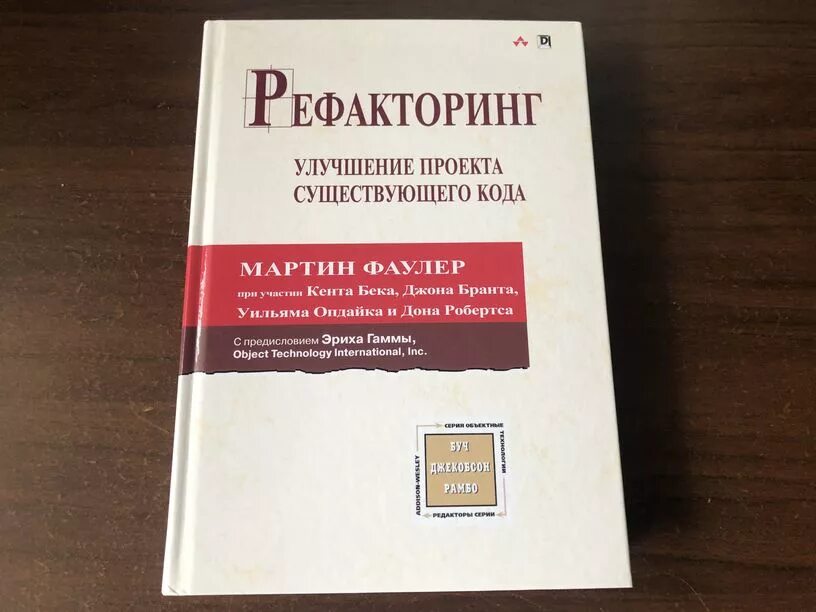 РЕФАКТОРИНГ
УЛУЧШЕНИЕ ПРОЕКТА
СУЩЕСТВУЮЩЕГО КОДА
МАРТИН ФАУЛЕР
при участии Кента Бека, Джона Бранта,
Уильяма Опдайка и Дона Робертса
С предисловием Эриха Гаммы,
Object Technology International, Inc.
СЕРИЯ ОБЪЕКТНЫЕ
ТЕХНОЛОГИИ
ADDISON-WESLEY
БУЧ
ДЖЕКОБСОН
РАМБО
РЕДАКТОРЫ СЕРИИ